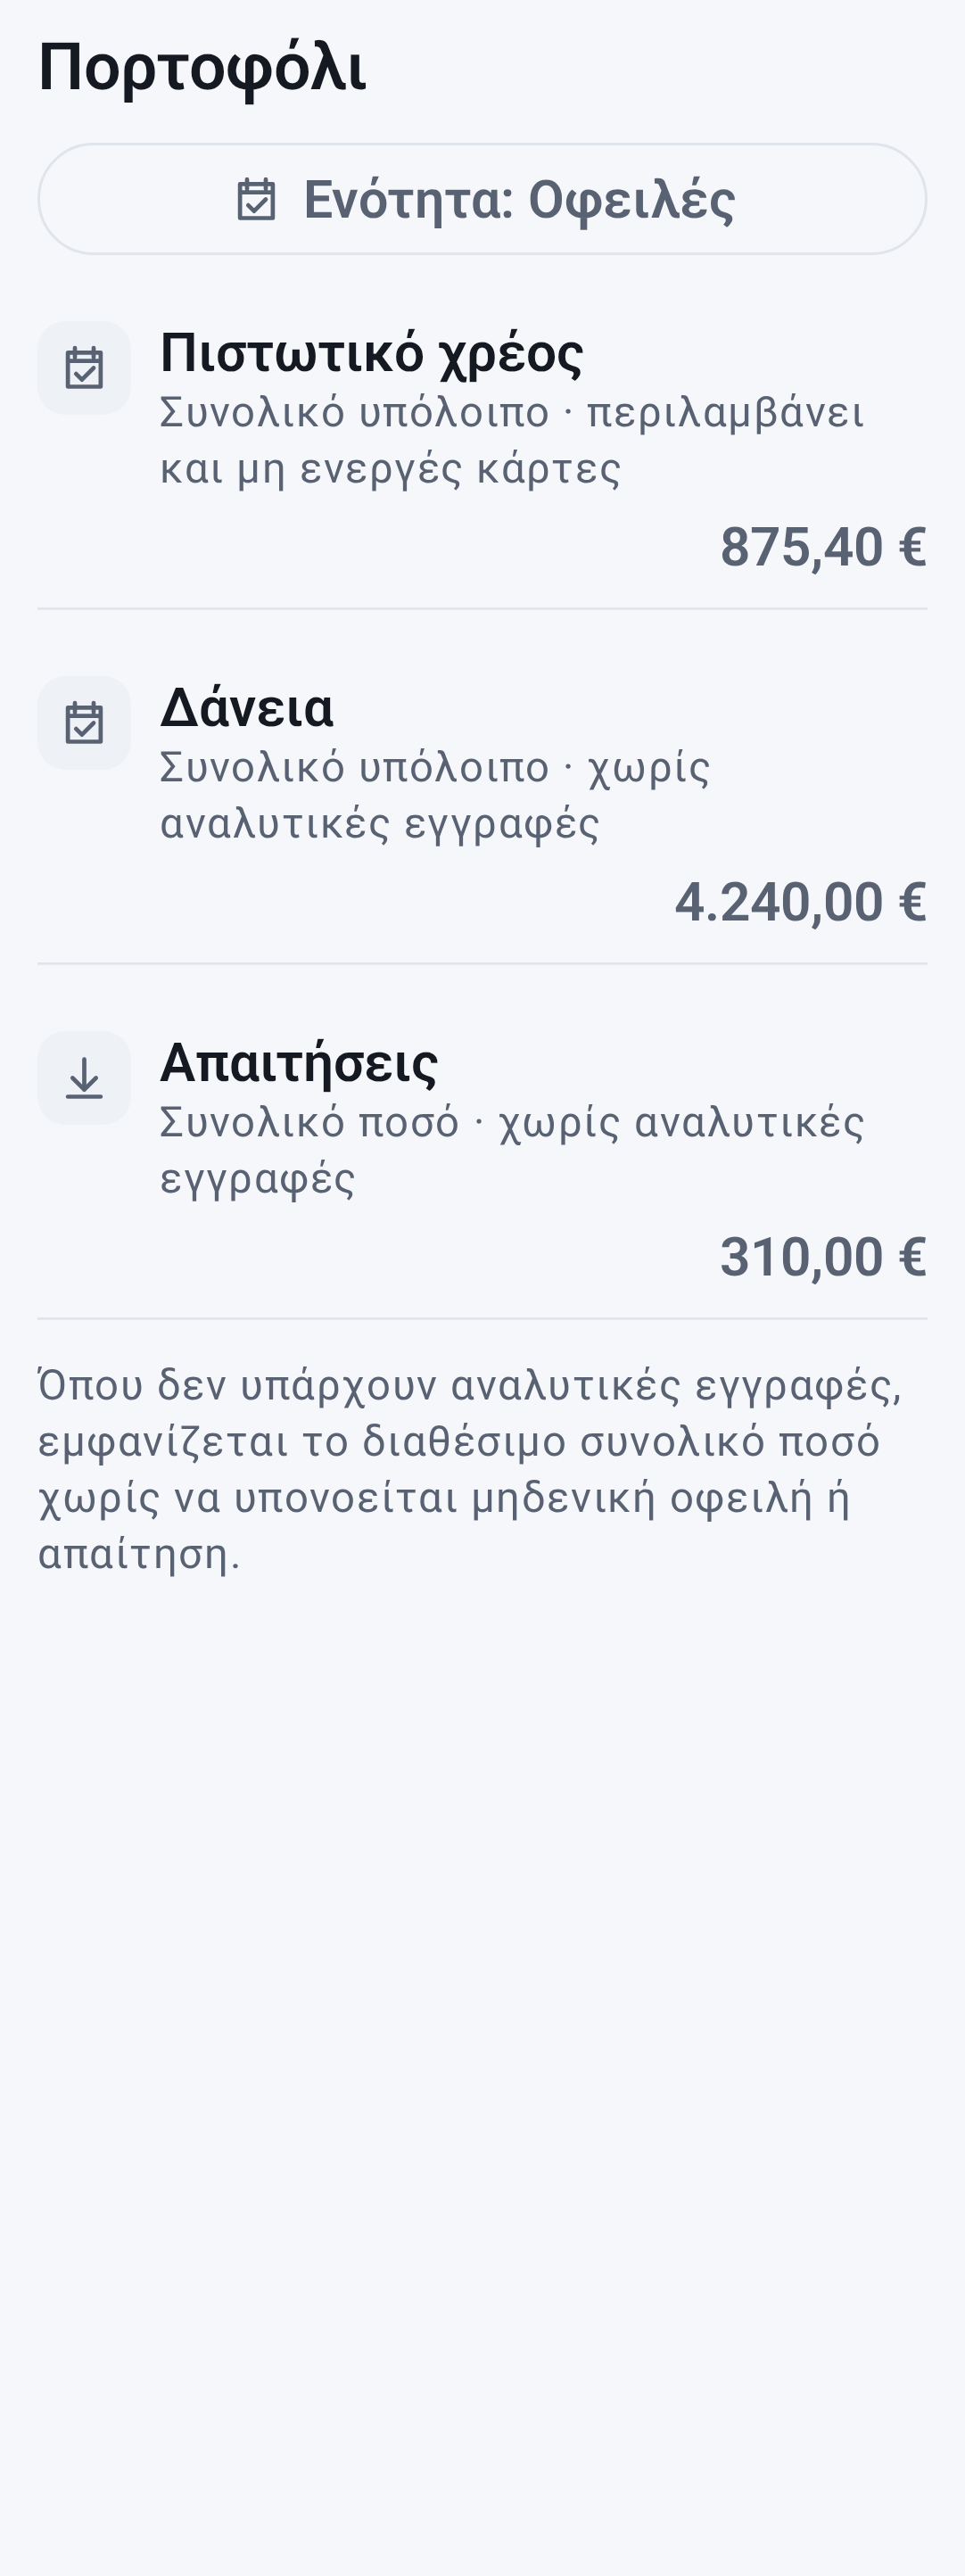 Πορτοφόλι
Ενότητα: Οφειλές
Πιστωτικό χρέος
Συνολικό υπόλοιπο · περιλαμβάνει
και μη ενεργές κάρτες
875,40 €
Δάνεια
Συνολικό υπόλοιπο · χωρίς
αναλυτικές εγγραφές
4.240,00 €
Απαιτήσεις
Συνολικό ποσό · χωρίς αναλυτικές
εγγραφές
310,00 €
Όπου δεν υπάρχουν αναλυτικές εγγραφές,
εμφανίζεται το διαθέσιμο συνολικό ποσό
χωρίς να υπονοείται μηδενική οφειλή ή
απαίτηση.